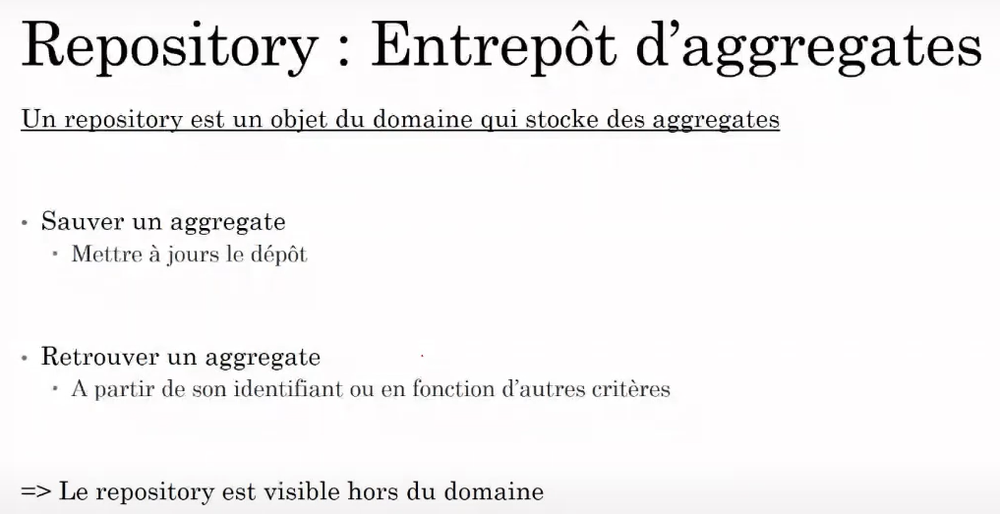 Repository : Entrepôt d’aggregates
Un repository est un objet du domaine qui stocke des aggregates
• Sauver un aggregate
▪ Mettre à jours le dépôt
• Retrouver un aggregate
▪ A partir de son identifiant ou en fonction d’autres critères
=> Le repository est visible hors du domaine